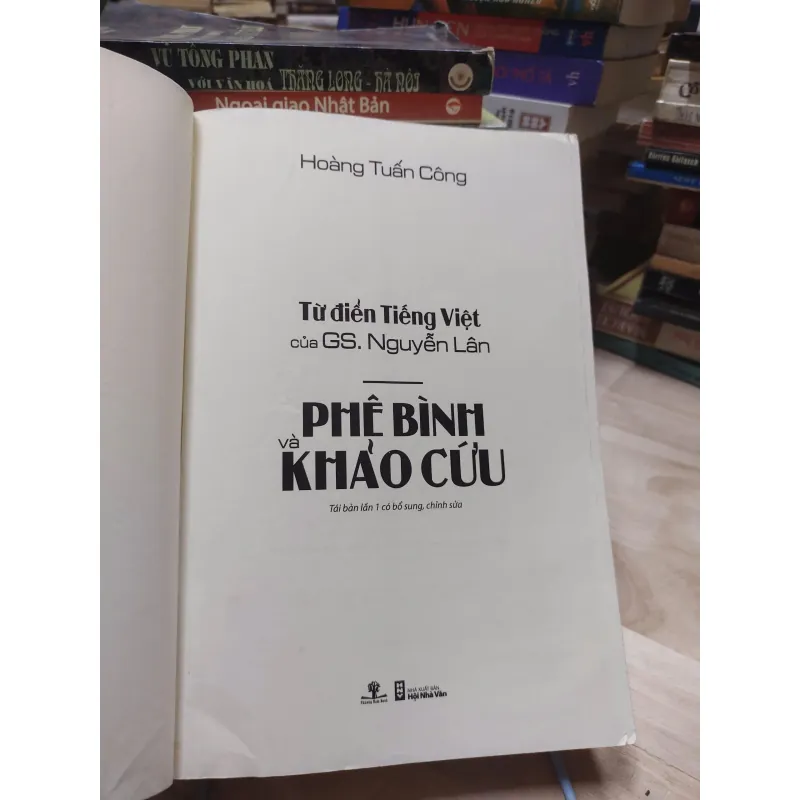 VŨ TÔNG PHAN
VỚI VĂN HOÁ THĂNG LONG - HÀ NỘI
Ngoại giao Nhật Bản
Hoàng Tuấn Công
Từ điển Tiếng Việt
của GS. Nguyễn Lân
PHÊ BÌNH
và KHẢO CỨU
Tái bản lần 1 có bổ sung, chỉnh sửa
NHÀ XUẤT BẢN
Hội Nhà Văn